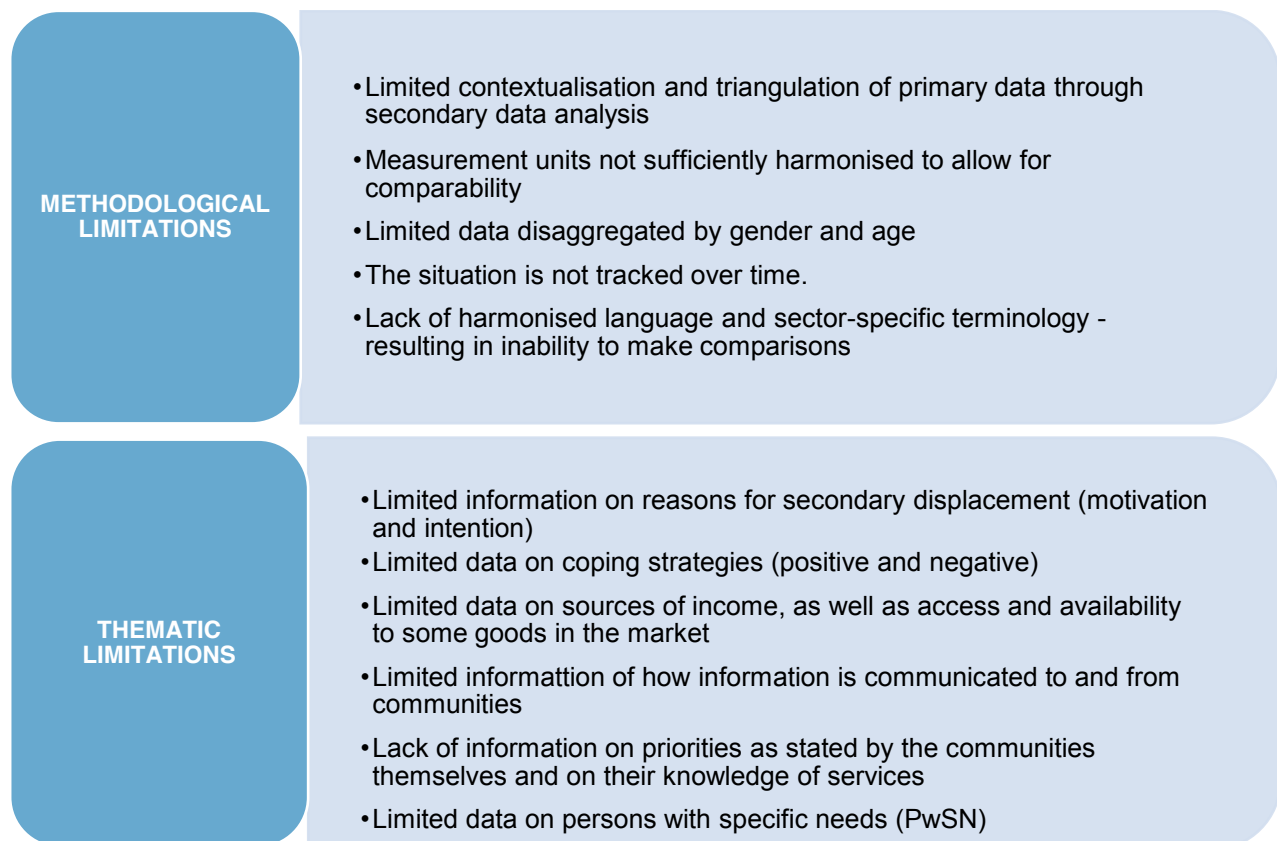 METHODOLOGICAL
LIMITATIONS
•Limited contextualisation and triangulation of primary data through
secondary data analysis
•Measurement units not sufficiently harmonised to allow for
comparability
•Limited data disaggregated by gender and age
•The situation is not tracked over time.
•Lack of harmonised language and sector-specific terminology -
resulting in inability to make comparisons
THEMATIC
LIMITATIONS
•Limited information on reasons for secondary displacement (motivation
and intention)
•Limited data on coping strategies (positive and negative)
•Limited data on sources of income, as well as access and availability
to some goods in the market
•Limited informattion of how information is communicated to and from
communities
•Lack of information on priorities as stated by the communities
themselves and on their knowledge of services
•Limited data on persons with specific needs (PwSN)